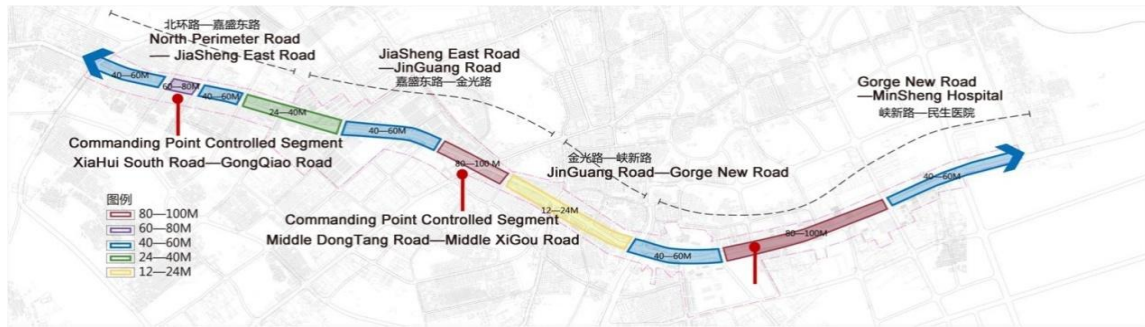 北环路—嘉盛东路
North Perimeter Road
— JiaSheng East Road
JiaSheng East Road
—JinGuang Road
嘉盛东路—金光路
Gorge New Road
—MinSheng Hospital
峡新路—民生医院
40—60M
60—80M
40—60M
24—40M
40—60M
80—100 M
12—24M
40—60M
80—100M
40—60M
金光路—峡新路
JinGuang Road—Gorge New Road
Commanding Point Controlled Segment
XiaHui South Road—GongQiao Road
Commanding Point Controlled Segment
Middle DongTang Road—Middle XiGou Road
图例
80—100M
60—80M
40—60M
24—40M
12—24M